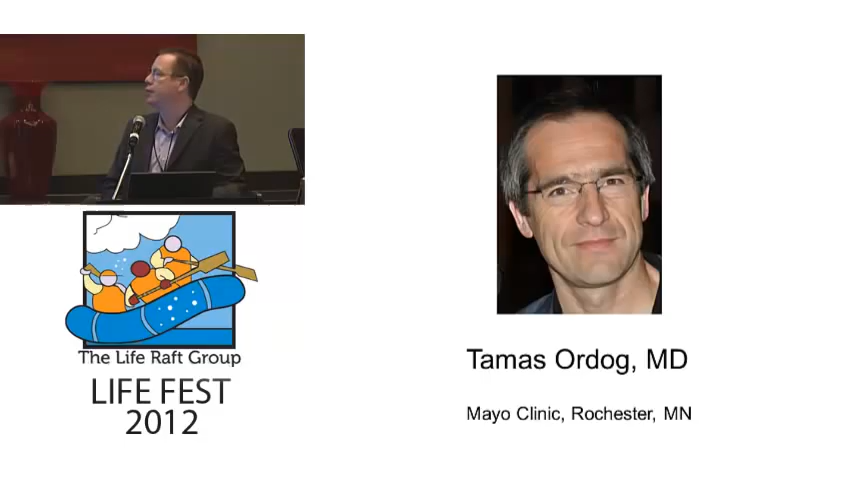 The Life Raft Group
LIFE FEST
2012
Tamas Ordog, MD
Mayo Clinic, Rochester, MN